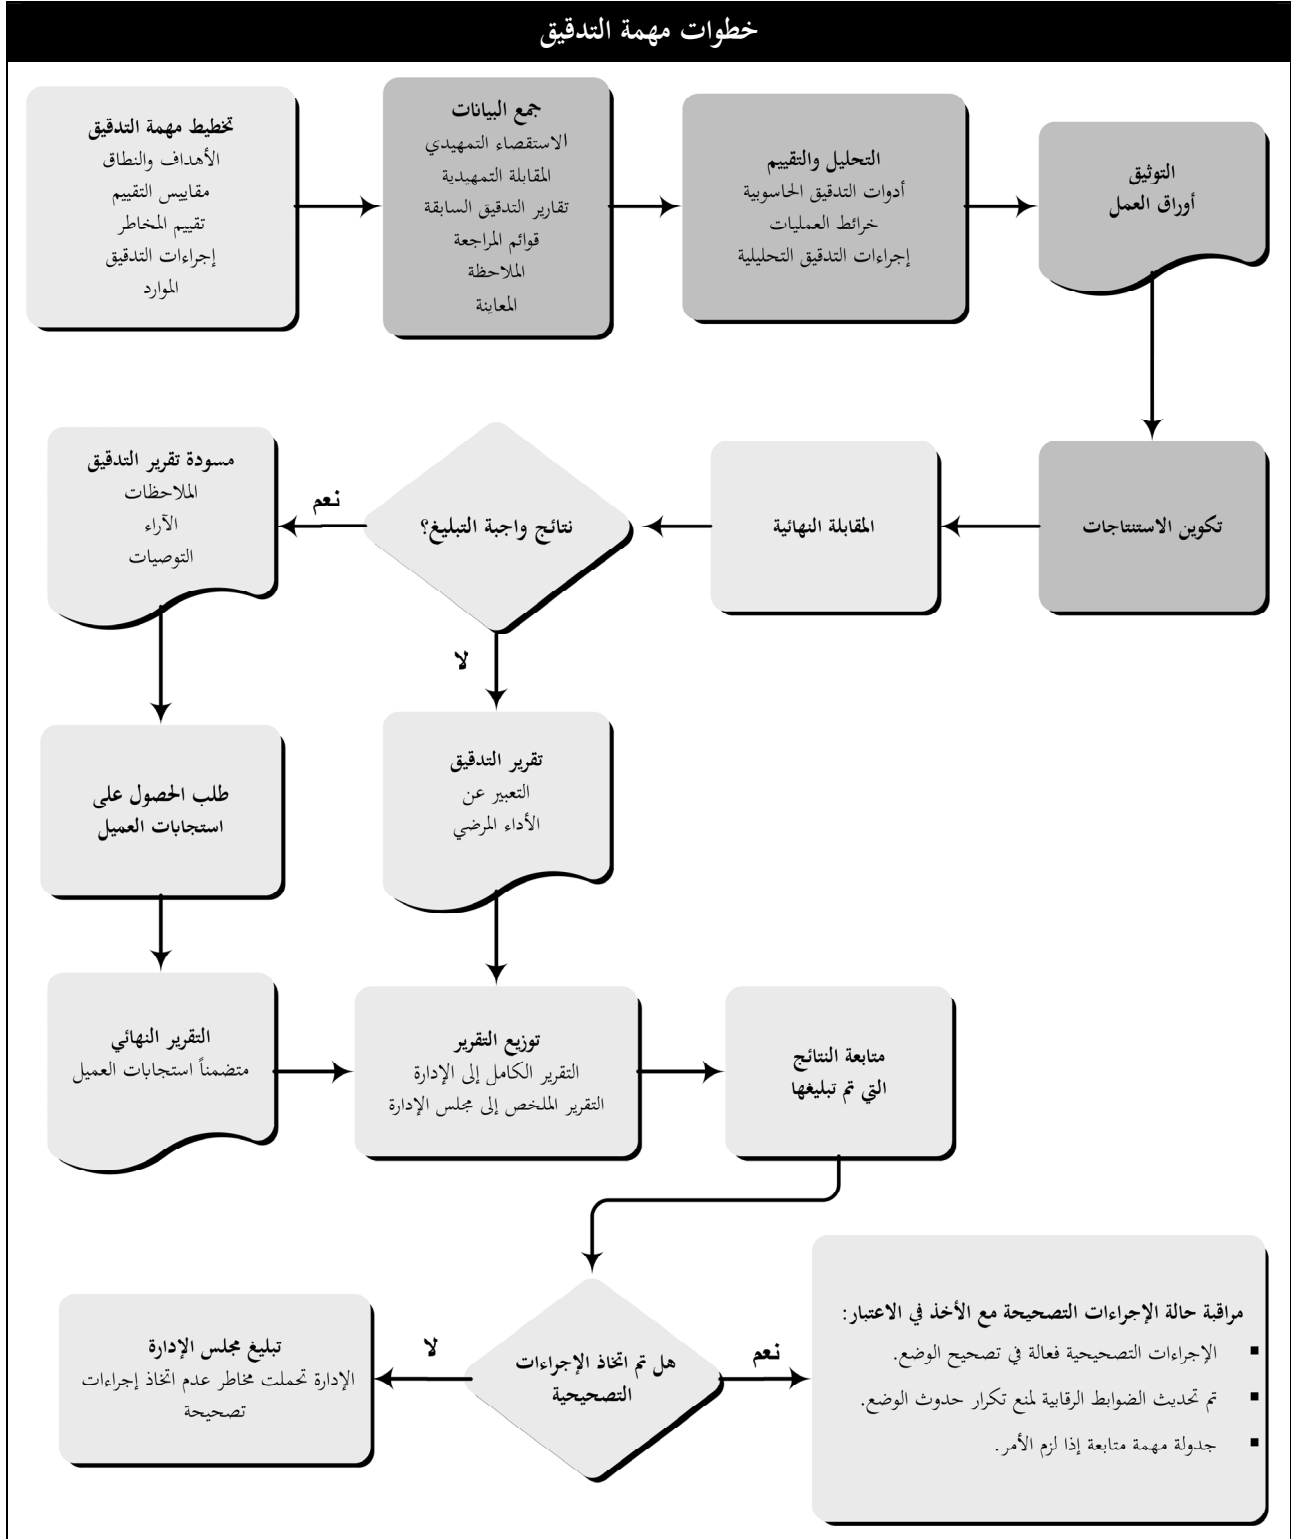 خطوات مهمة التدقيق
تخطيط مهمة التدقيق
الأهداف والنطاق
مقاييس التقييم
تقييم المخاطر
إجراءات التدقيق
الموارد
جمع البيانات
الاستقصاء التمهيدي
المقابلة التمهيدية
تقارير التدقيق السابقة
قوائم المراجعة
الملاحظة
المعاينة
التحليل والتقييم
أدوات التدقيق الحاسوبية
خرائط العمليات
إجراءات التدقيق التحليلية
التوثيق
أوراق العمل
تكوين الاستنتاجات
المقابلة النهائية
نتائج واجبة التبليغ؟
نعم
مسودة تقرير التدقيق
الملاحظات
الآراء
التوصيات
لا
طلب الحصول على
استجابات العميل
تقرير التدقيق
التعبير عن
الأداء المرضي
التقرير النهائي
متضمناً استجابات العميل
توزيع التقرير
التقرير الكامل إلى الإدارة
التقرير الملخص إلى مجلس الإدارة
متابعة النتائج
التي تم تبليغها
هل تم اتخاذ الإجراءات
التصحيحية
لا
تبليغ مجلس الإدارة
الإدارة تحملت مخاطر عدم اتخاذ إجراءات
تصحيحة
نعم
مراقبة حالة الإجراءات التصحيحة مع الأخذ في الاعتبار:
▪ الإجراءات التصحيحية فعالة في تصحيح الوضع.
▪ تم تحديث الضوابط الرقابية لمنع تكرار حدوث الوضع.
▪ جدولة مهمة متابعة إذا لزم الأمر.